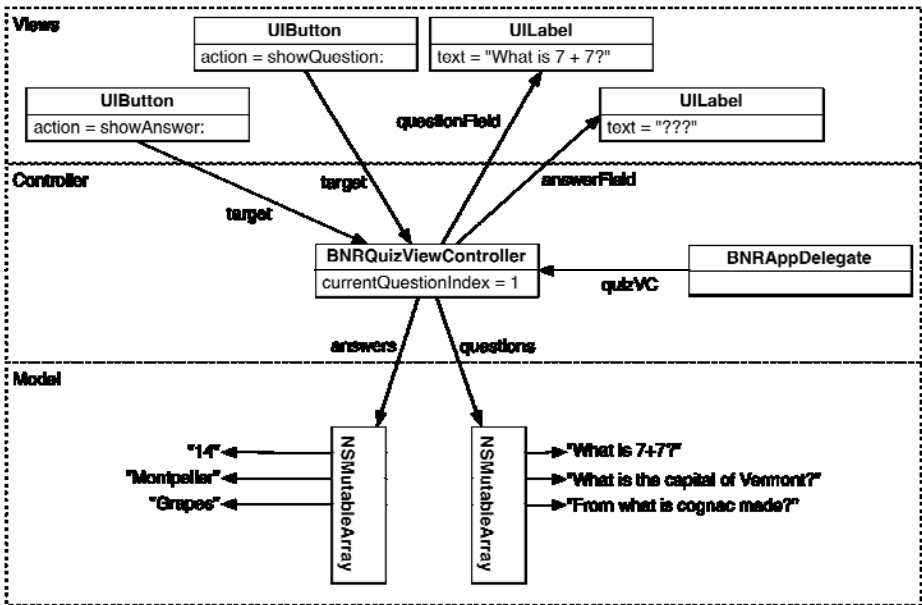 Views
UIButton
action = showQuestion:
UILabel
text = "What is 7 + 7?"
UIButton
action = showAnswer:
UILabel
text = "???"
questionField
answerField
Controller
target
target
BNRQuizViewController
currentQuestionIndex = 1
BNRAppDelegate
quizVC
answers
questions
Model
NSMutableArray
"14"
"Montpelier"
"Grapes"
NSMutableArray
"What is 7+7?"
"What is the capital of Vermont?"
"From what is cognac made?"